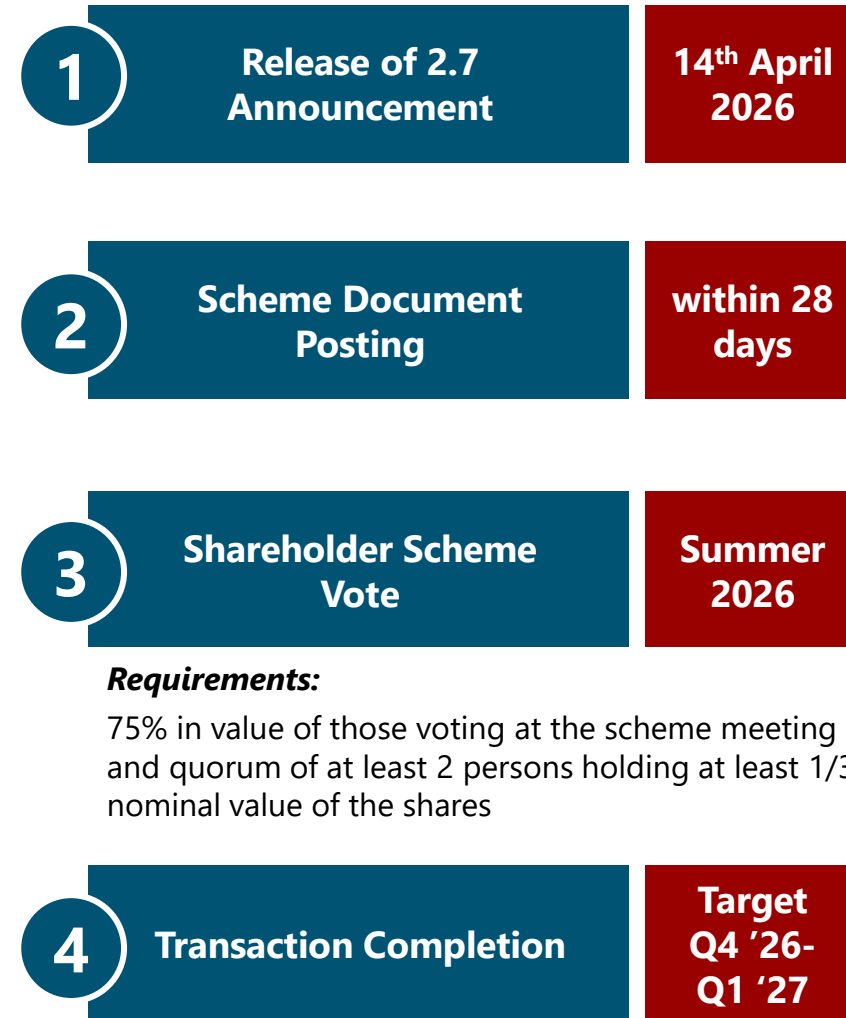 1
Release of 2.7
Announcement
14th April
2026
2
Scheme Document
Posting
within 28
days
3
Shareholder Scheme
Vote
Summer
2026
Requirements:
75% in value of those voting at the scheme meeting
and quorum of at least 2 persons holding at least 1/3
nominal value of the shares
4
Transaction Completion
Target
Q4 ’26-
Q1 ‘27